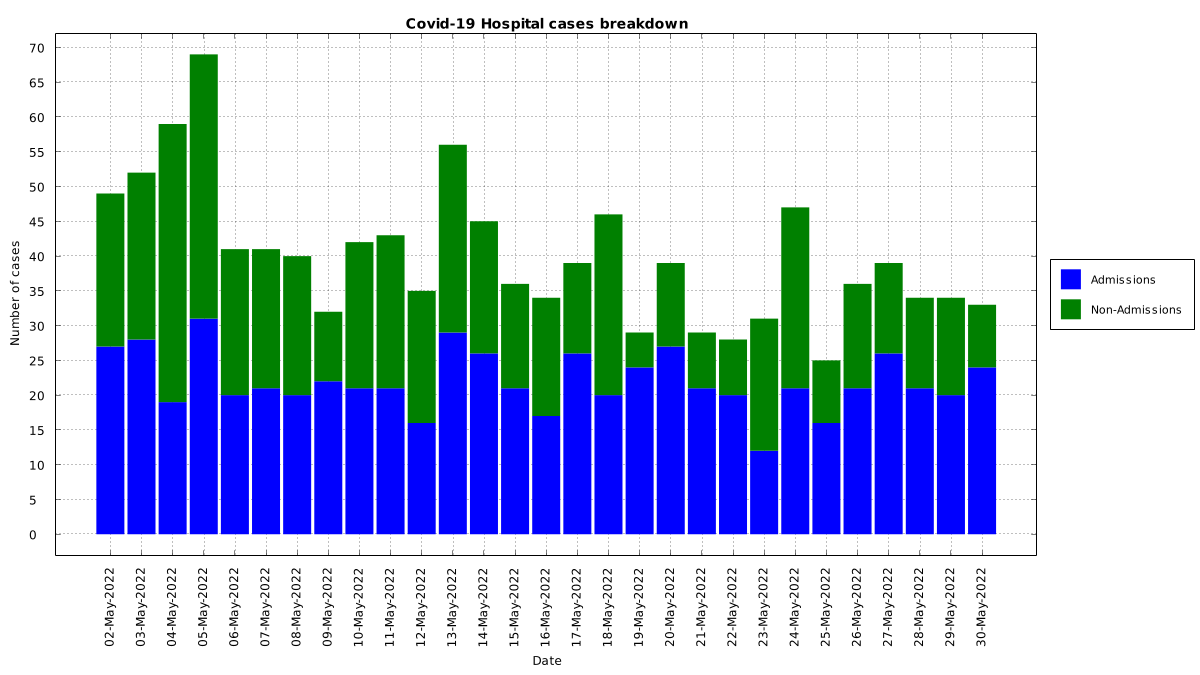 Covid-19 Hospital cases breakdown
70
65
60
55
50
45
40
35
30
25
20
15
10
5
0
Number of cases
02-May-2022
03-May-2022
04-May-2022
05-May-2022
06-May-2022
07-May-2022
08-May-2022
09-May-2022
10-May-2022
11-May-2022
12-May-2022
13-May-2022
14-May-2022
15-May-2022
16-May-2022
17-May-2022
18-May-2022
19-May-2022
20-May-2022
21-May-2022
22-May-2022
23-May-2022
24-May-2022
25-May-2022
26-May-2022
27-May-2022
28-May-2022
29-May-2022
30-May-2022
Date
Admissions
Non-Admissions